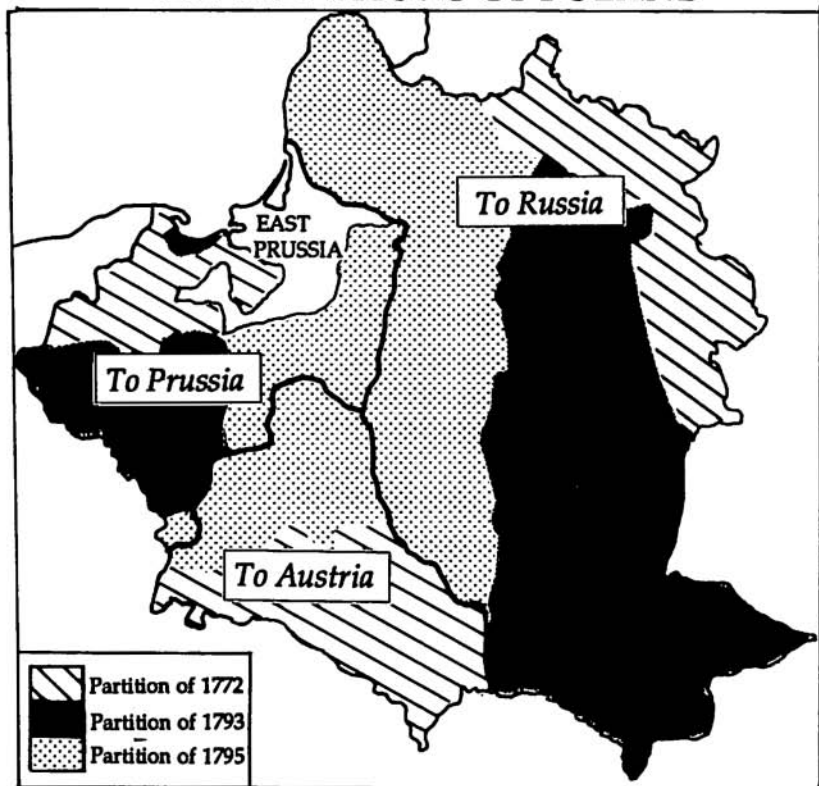 To Russia
EAST
PRUSSIA
To Prussia
To Austria
Partition of 1772
Partition of 1793
Partition of 1795